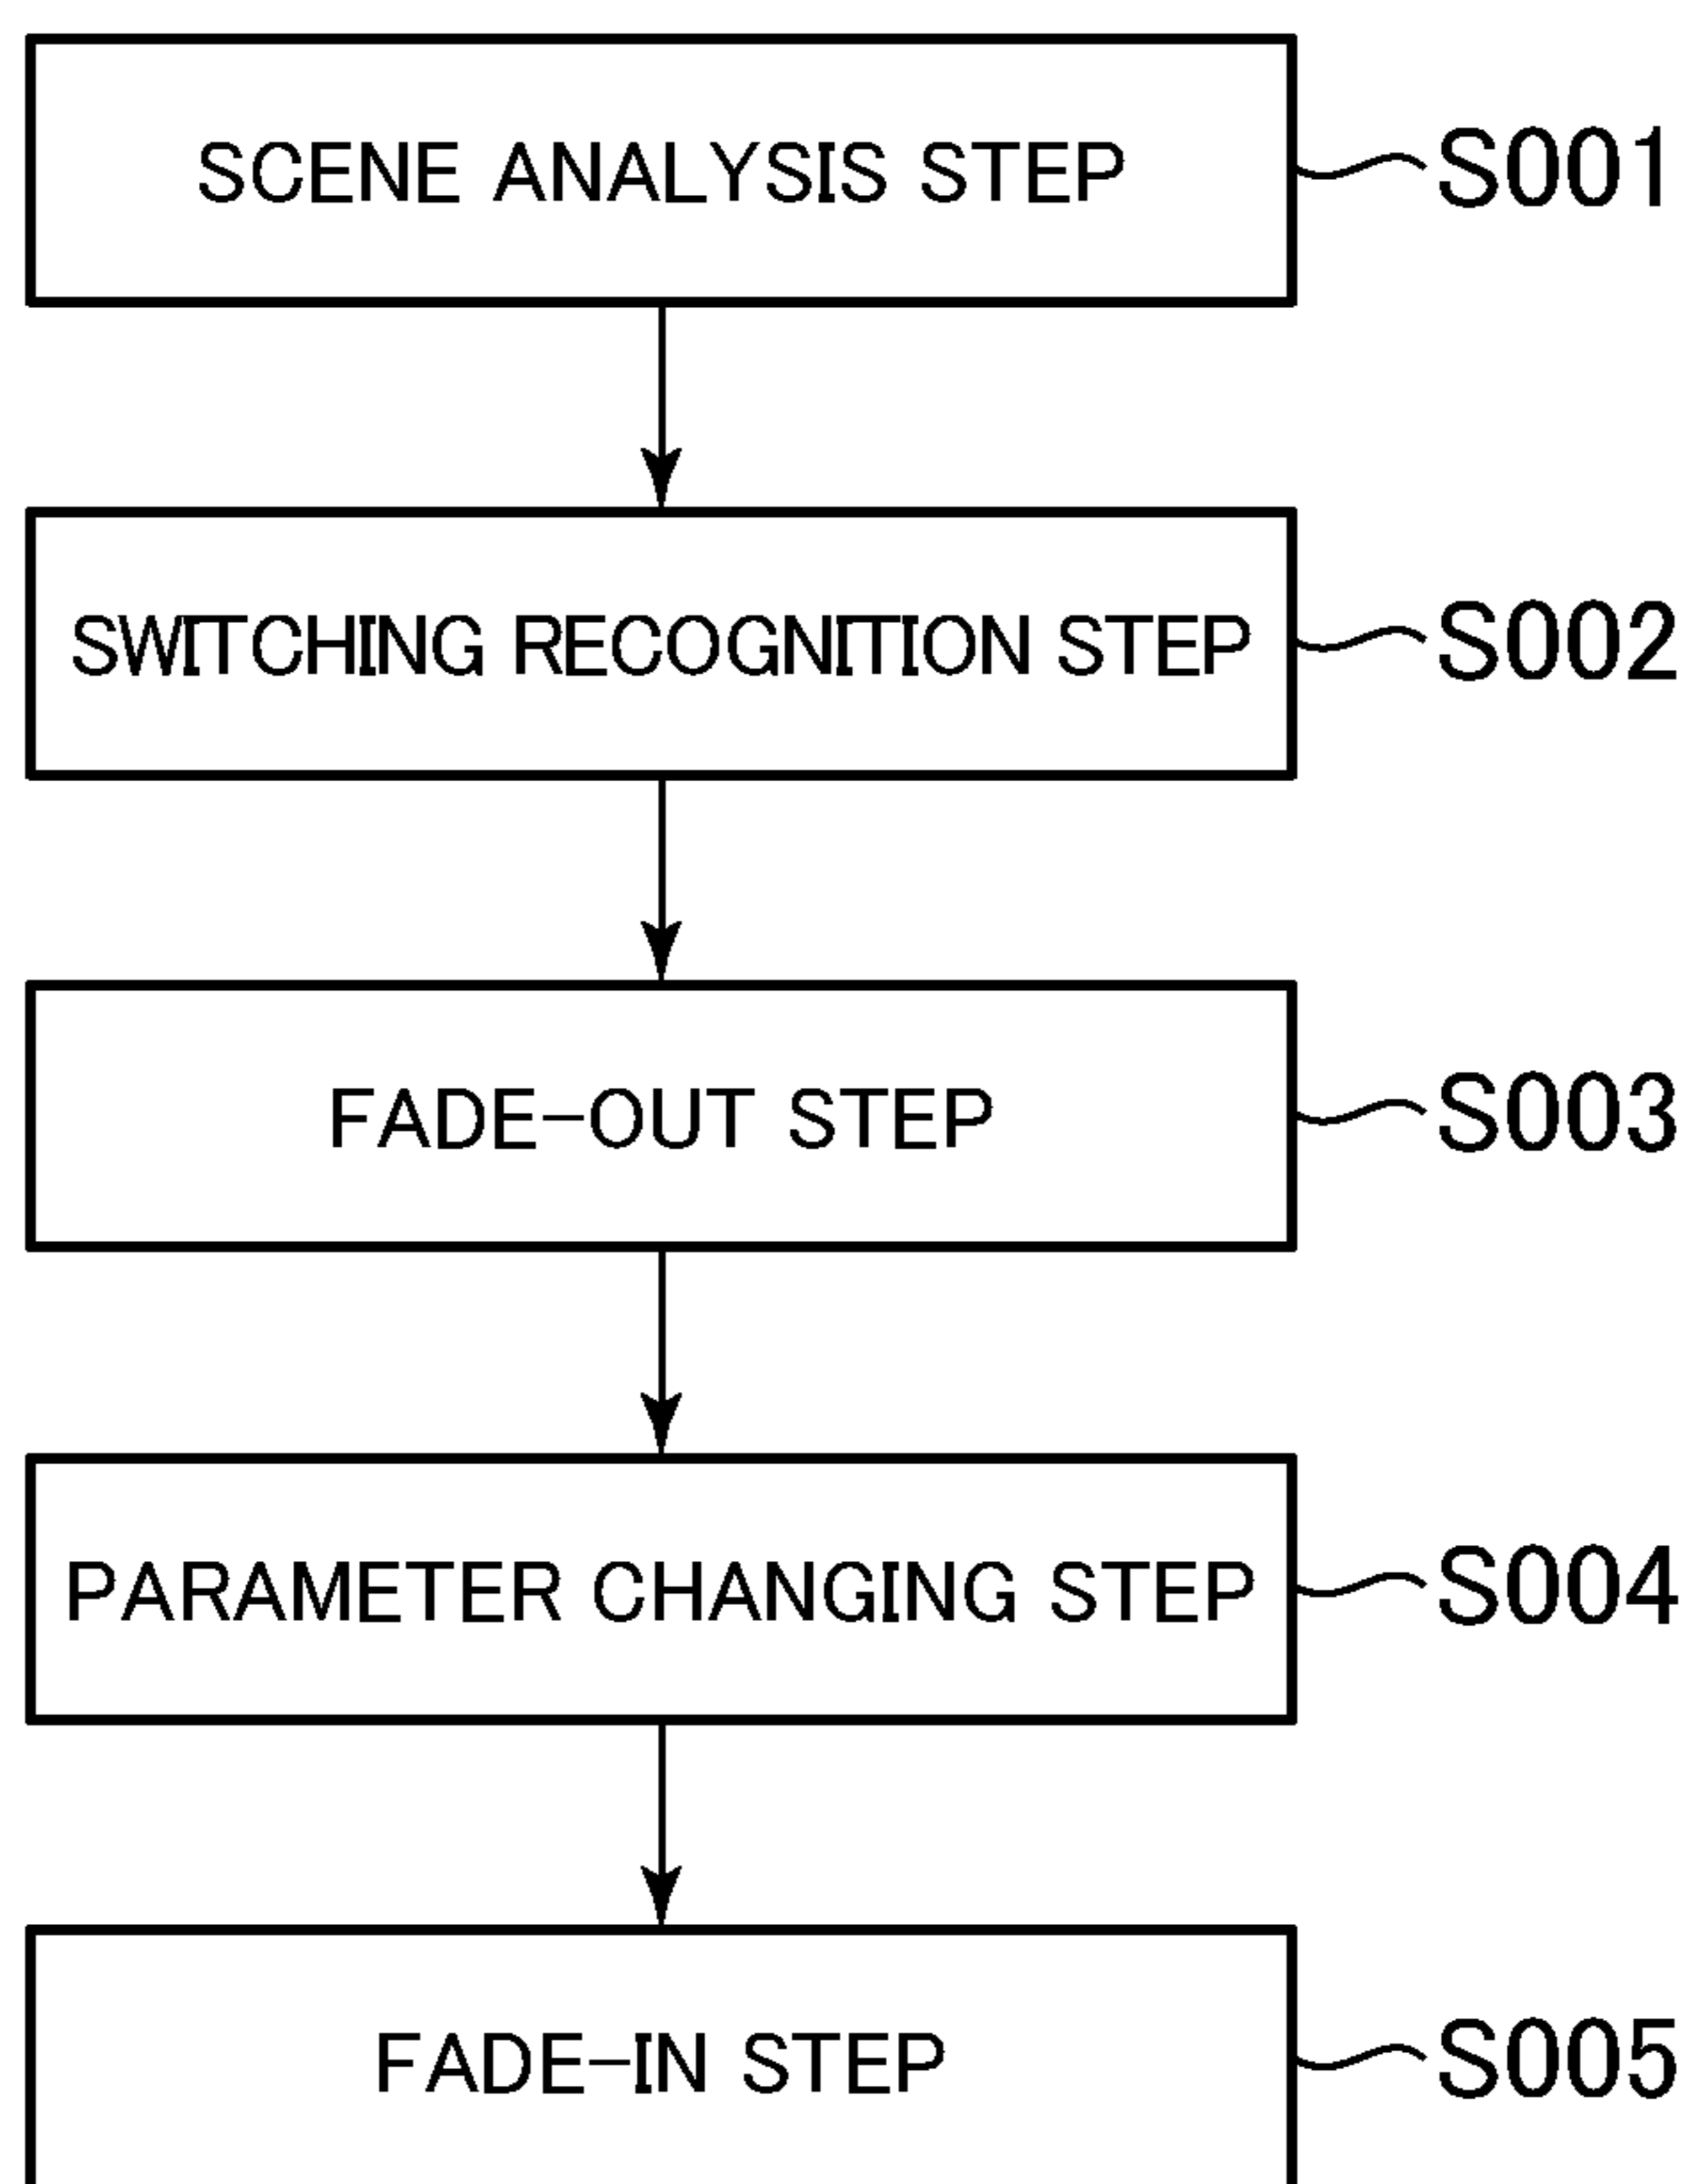 SCENE ANALYSIS STEP S001
SWITCHING RECOGNITION STEP S002
FADE-OUT STEP S003
PARAMETER CHANGING STEP S004
FADE-IN STEP S005